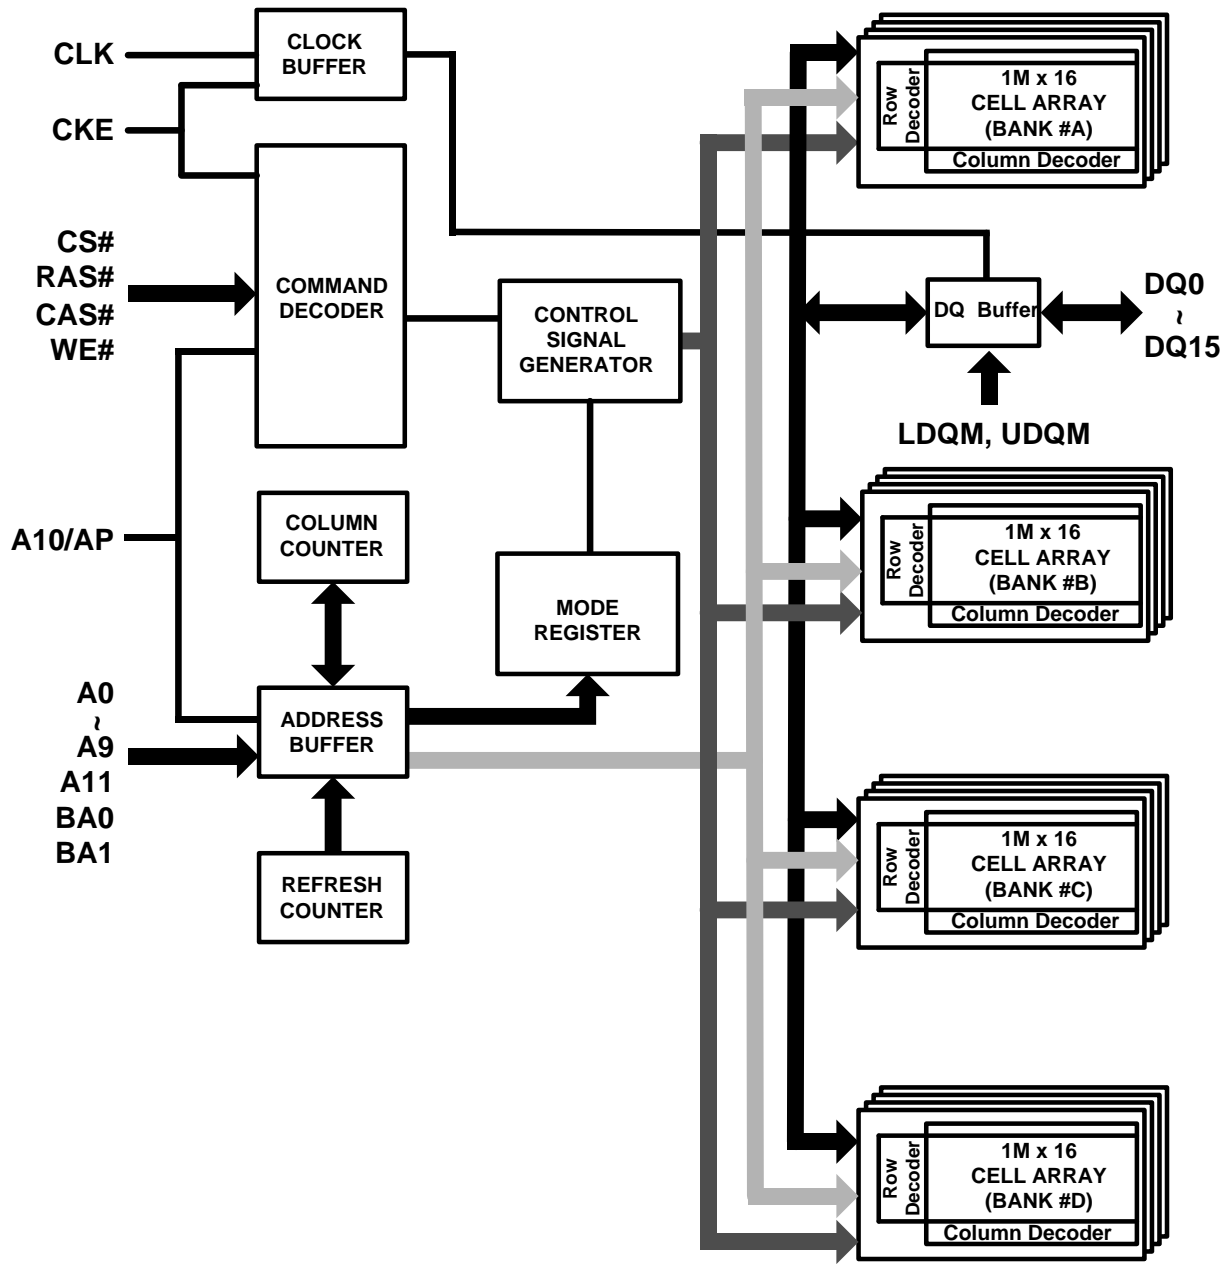 CLK
CKE
CS#
RAS#
CAS#
WE#
A10/AP
A0
~
A9
A11
BA0
BA1
CLOCK
BUFFER
COMMAND
DECODER
COLUMN
COUNTER
ADDRESS
BUFFER
REFRESH
COUNTER
CONTROL
SIGNAL
GENERATOR
MODE
REGISTER
Row
Decoder
1M x 16
CELL ARRAY
(BANK #A)
Column Decoder
DQ Buffer
DQ0
~
DQ15
LDQM, UDQM
Row
Decoder
1M x 16
CELL ARRAY
(BANK #B)
Column Decoder
Row
Decoder
1M x 16
CELL ARRAY
(BANK #C)
Column Decoder
Row
Decoder
1M x 16
CELL ARRAY
(BANK #D)
Column Decoder